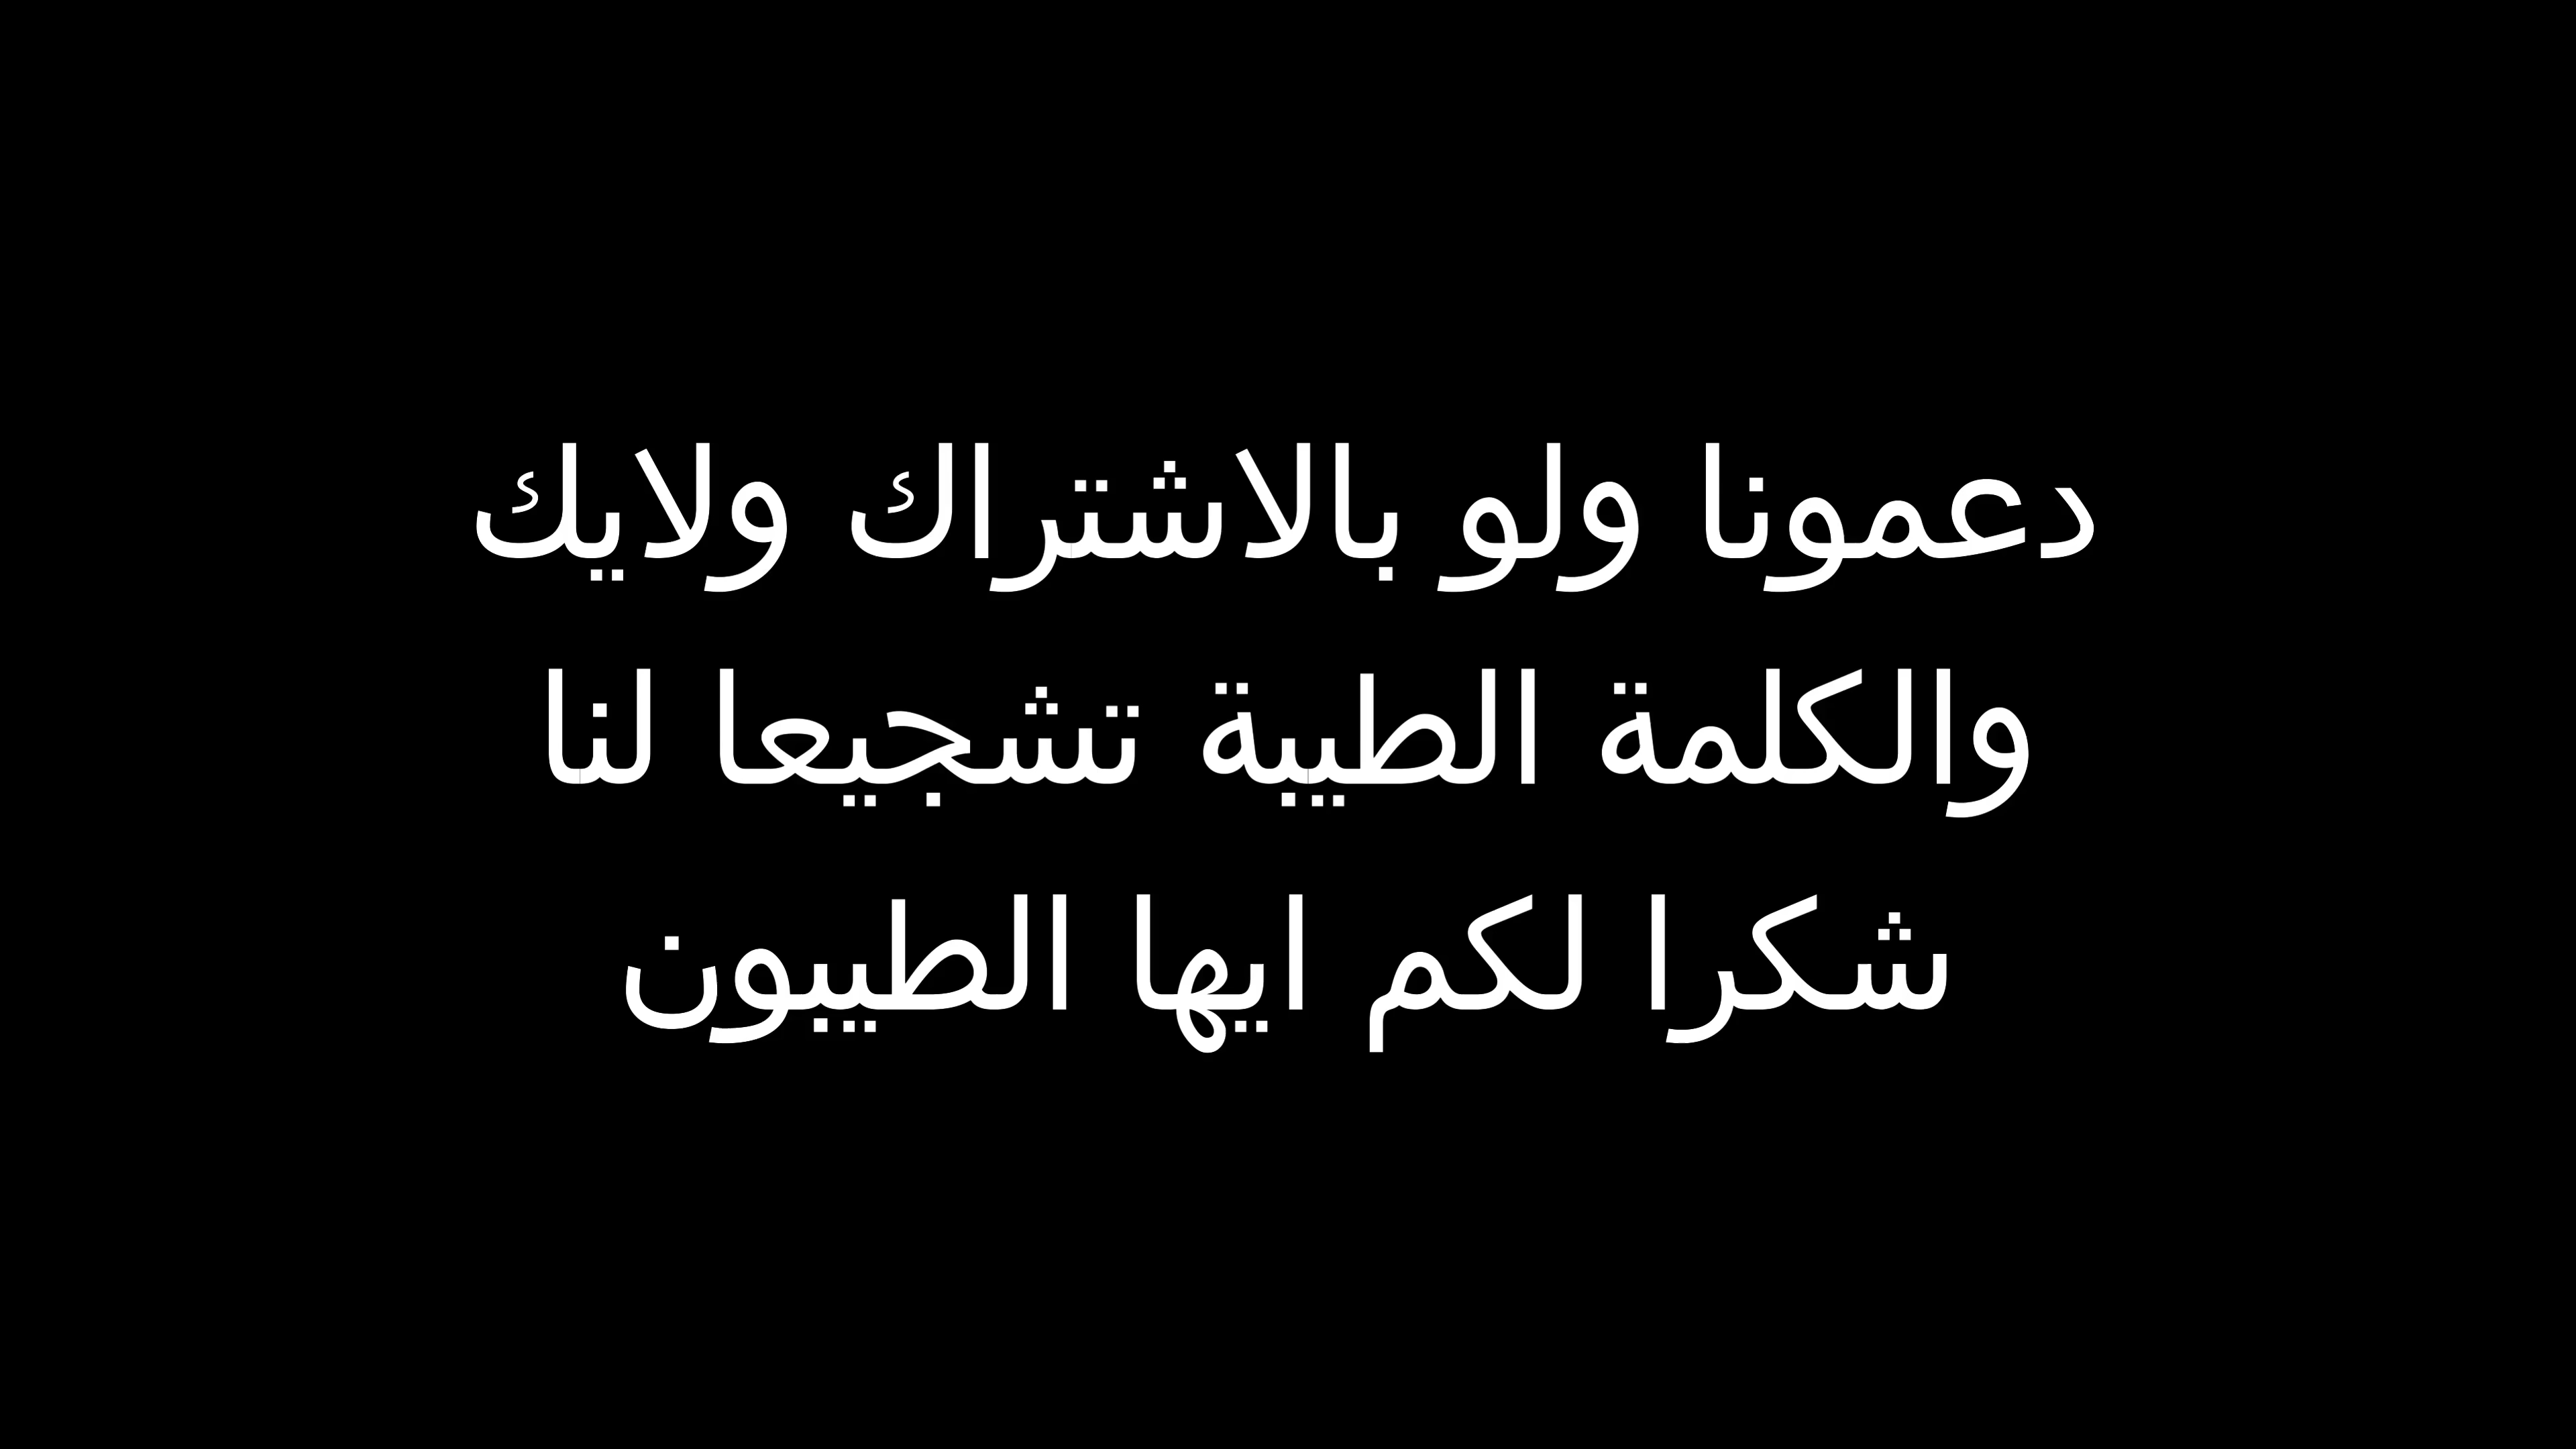 دعمونا ولو بالاشتراك ولايك
والكلمة الطيبة تشجيعا لنا
شكرا لكم ايها الطيبون